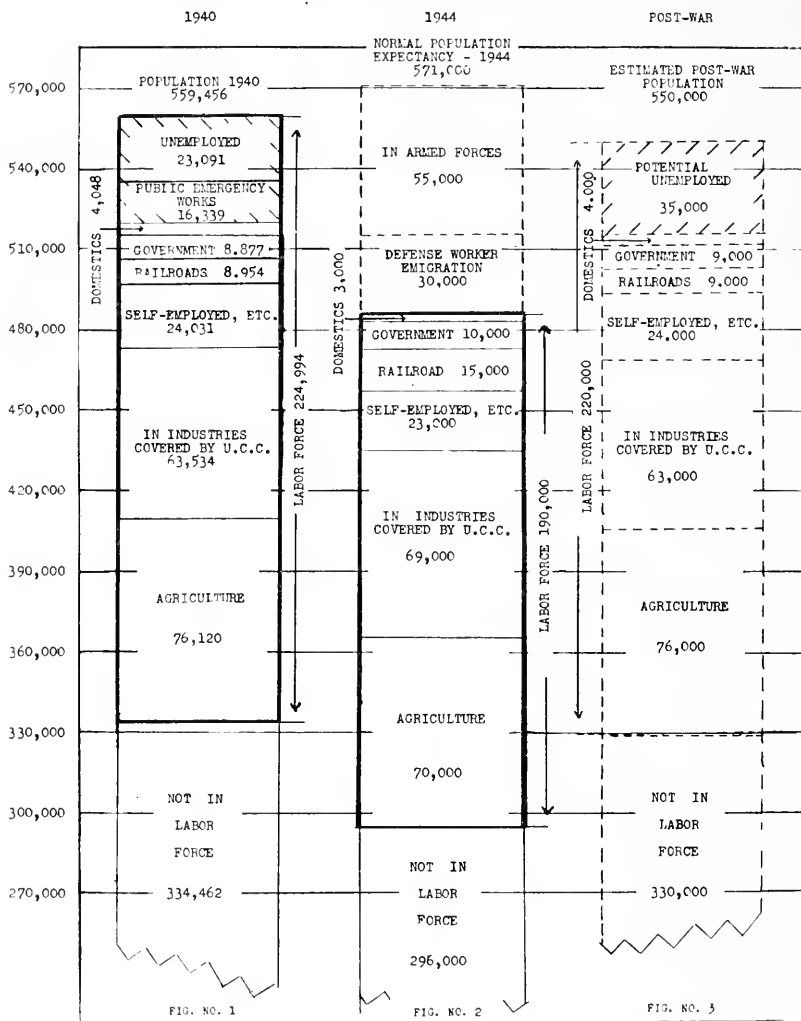 1940
1944
POST-WAR
570,000
540,000
510,000
480,000
450,000
420,000
390,000
360,000
330,000
300,000
270,000
POPULATION 1940
559,456
UNEMPLOYED
23,091
PUBLIC EMERGENCY
WORKS
16,339
DOMESTICS 4,048
GOVERNMENT 8.877
RAILROADS 8.954
SELF-EMPLOYED, ETC.
24,031
IN INDUSTRIES
COVERED BY U.C.C.
63,534
AGRICULTURE
76,120
LABOR FORCE 224,994
NOT IN
LABOR
FORCE
334,462
FIG. NO. 1
NORMAL POPULATION
EXPECTANCY - 1944
571,000
IN ARMED FORCES
55,000
DEFENSE WORKER
EMIGRATION
30,000
DOMESTICS 3,000
GOVERNMENT 10,000
RAILROAD 15,000
SELF-EMPLOYED, ETC.
23,000
IN INDUSTRIES
COVERED BY U.C.C.
69,000
AGRICULTURE
70,000
LABOR FORCE 190,000
NOT IN
LABOR
FORCE
296,000
FIG. NO. 2
ESTIMATED POST-WAR
POPULATION
550,000
POTENTIAL
UNEMPLOYED
35,000
DOMESTICS 4.000
GOVERNMENT 9,000
RAILROADS 9.000
SELF-EMPLOYED, ETC.
24.000
IN INDUSTRIES
COVERED BY U.C.C.
63,000
AGRICULTURE
76,000
LABOR FORCE 220,000
NOT IN
LABOR
FORCE
330,000
FIG. NO. 3